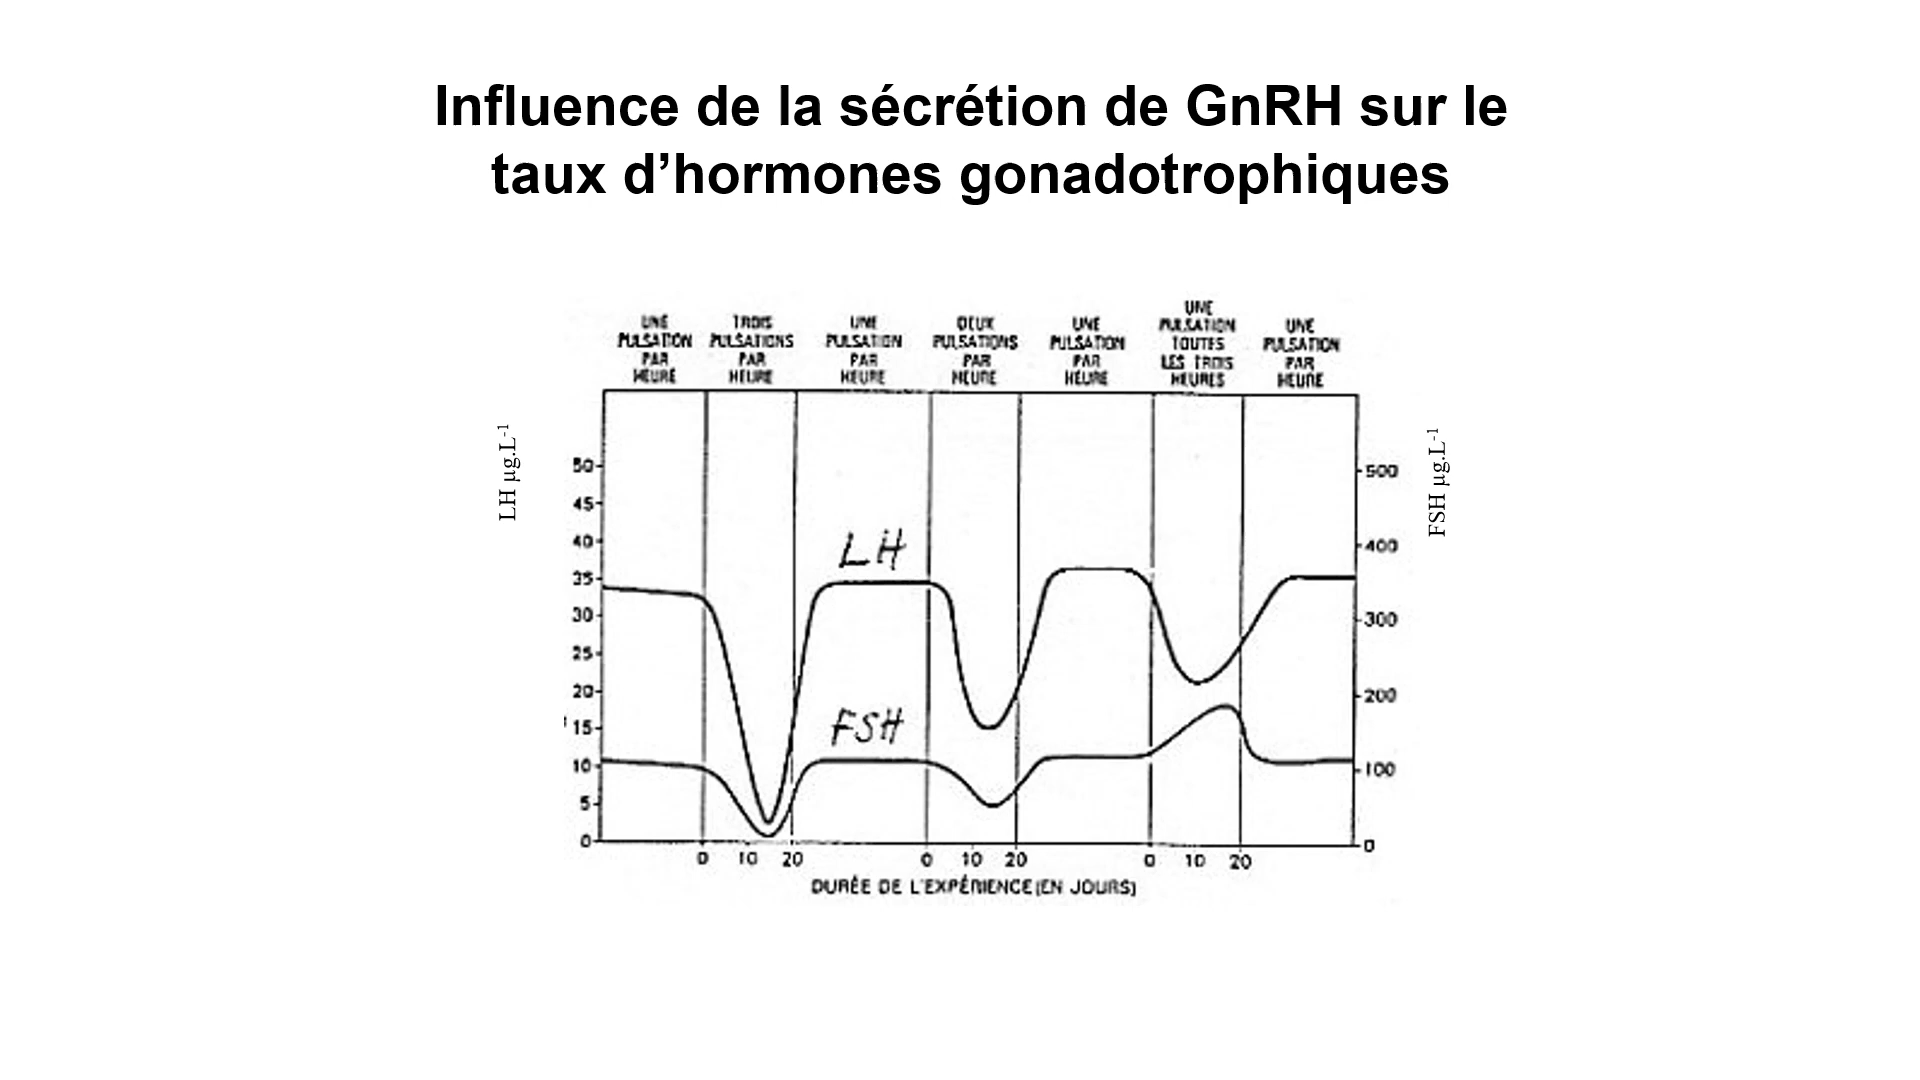 Influence de la sécrétion de GnRH sur le
taux d’hormones gonadotrophiques
UNE
PULSATION
PAR
HEURE
TROIS
PULSATIONS
PAR
HEURE
UNE
PULSATION
PAR
HEURE
DEUX
PULSATIONS
PAR
HEURE
UNE
PULSATION
PAR
HEURE
UNE
PULSATION
TOUTES
LES TROIS
HEURES
UNE
PULSATION
PAR
HEURE
LH µg.L-1
50
45
40
35
30
25
20
15
10
5
0
LH
FSH
500
400
300
200
100
0
FSH µg.L-1
0 10 20 0 10 20 0 10 20
DURÉE DE L'EXPÉRIENCE (EN JOURS)